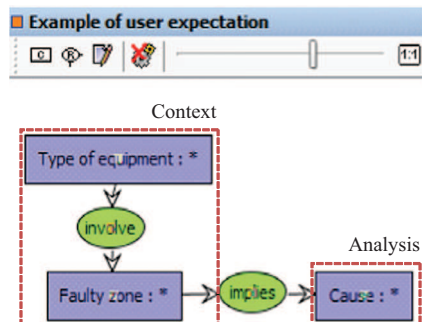 Example of user expectation
C R 1:1
Context
Type of equipment : *
involve
Analysis
Faulty zone : * implies Cause : *